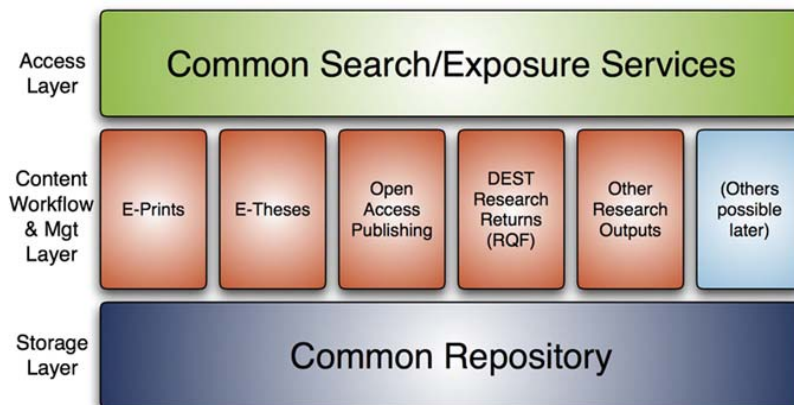 Access
Layer
Common Search/Exposure Services
Content
Workflow
& Mgt
Layer
E-Prints
E-Theses
Open
Access
Publishing
DEST
Research
Returns
(RQF)
Other
Research
Outputs
(Others
possible
later)
Storage
Layer
Common Repository